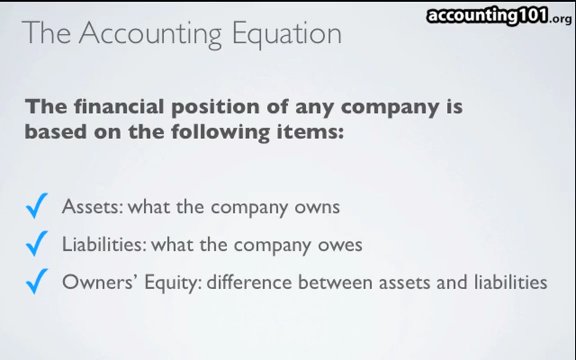 accounting101.org
The Accounting Equation
The financial position of any company is
based on the following items:
Assets: what the company owns
Liabilities: what the company owes
Owners’ Equity: difference between assets and liabilities